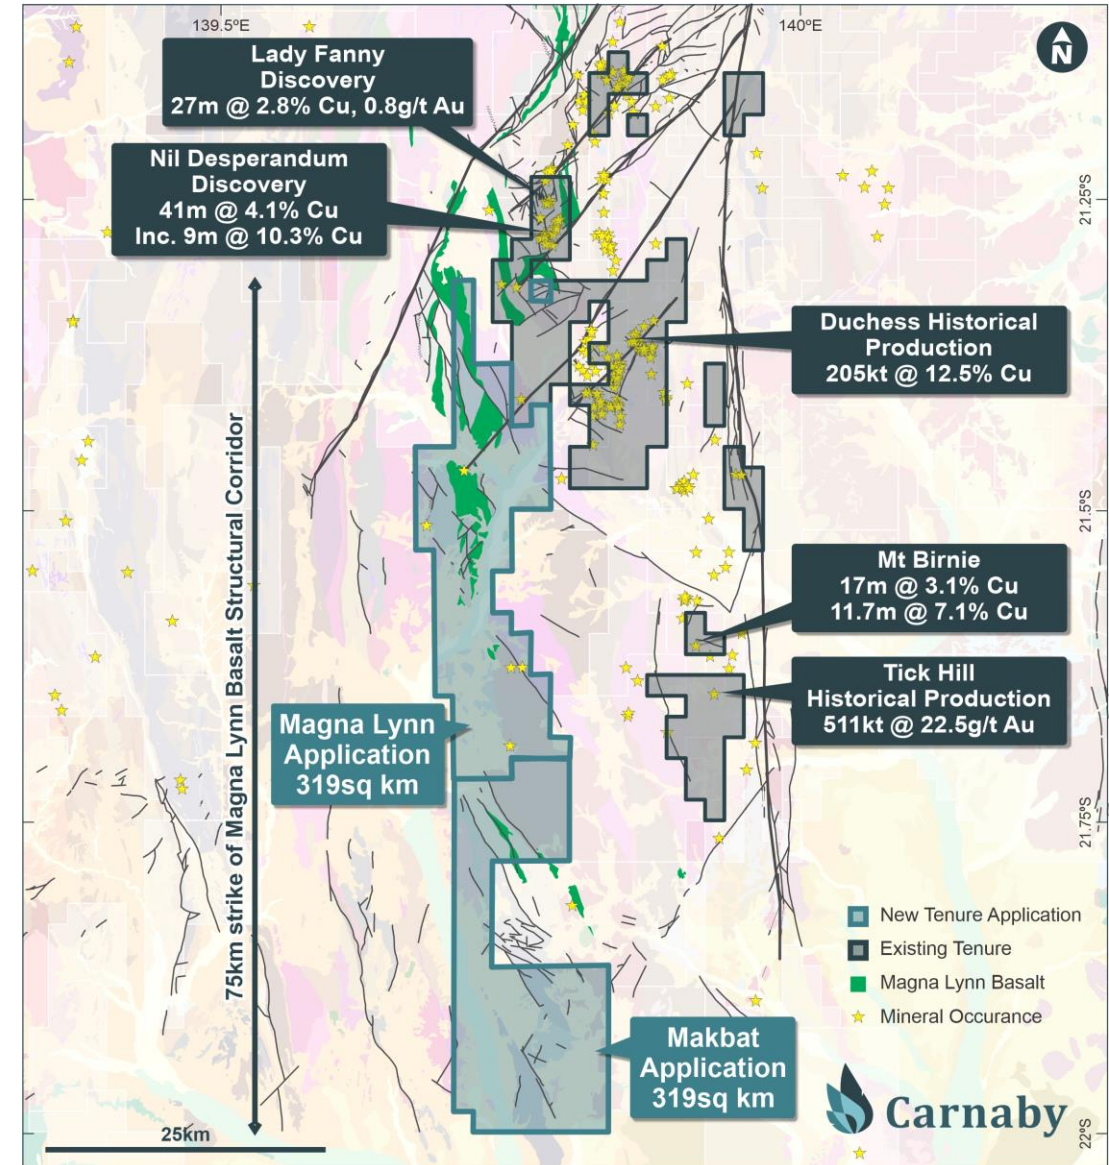 139.5°E
140°E
N
Lady Fanny
Discovery
27m @ 2.8% Cu, 0.8g/t Au
Nil Desperandum
Discovery
41m @ 4.1% Cu
Inc. 9m @ 10.3% Cu
21.25°S
Duchess Historical
Production
205kt @ 12.5% Cu
75km strike of Magna Lynn Basalt Structural Corridor
21.5°S
Mt Birnie
17m @ 3.1% Cu
11.7m @ 7.1% Cu
Tick Hill
Historical Production
511kt @ 22.5g/t Au
Magna Lynn
Application
319sq km
21.75°S
New Tenure Application
Existing Tenure
Magna Lynn Basalt
Mineral Occurance
Makbat
Application
319sq km
Carnaby
25km
22°S